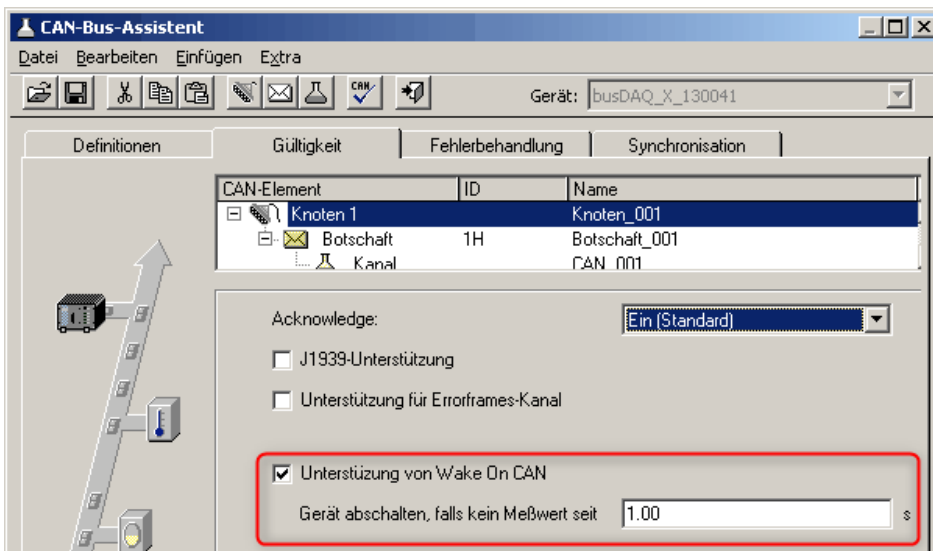 CAN-Bus-Assistent
Datei Bearbeiten Einfügen Extra
CAN Gerät: busDAQ_X_130041
Definitionen Gültigkeit Fehlerbehandlung Synchronisation
CAN-Element ID Name
Knoten 1 Knoten_001
Botschaft 1H Botschaft_001
Kanal CAN_001
Acknowledge: Ein (Standard)
J1939-Unterstützung
Unterstützung für Errorframes-Kanal
Unterstüzung von Wake On CAN
Gerät abschalten, falls kein Meßwert seit 1.00 s